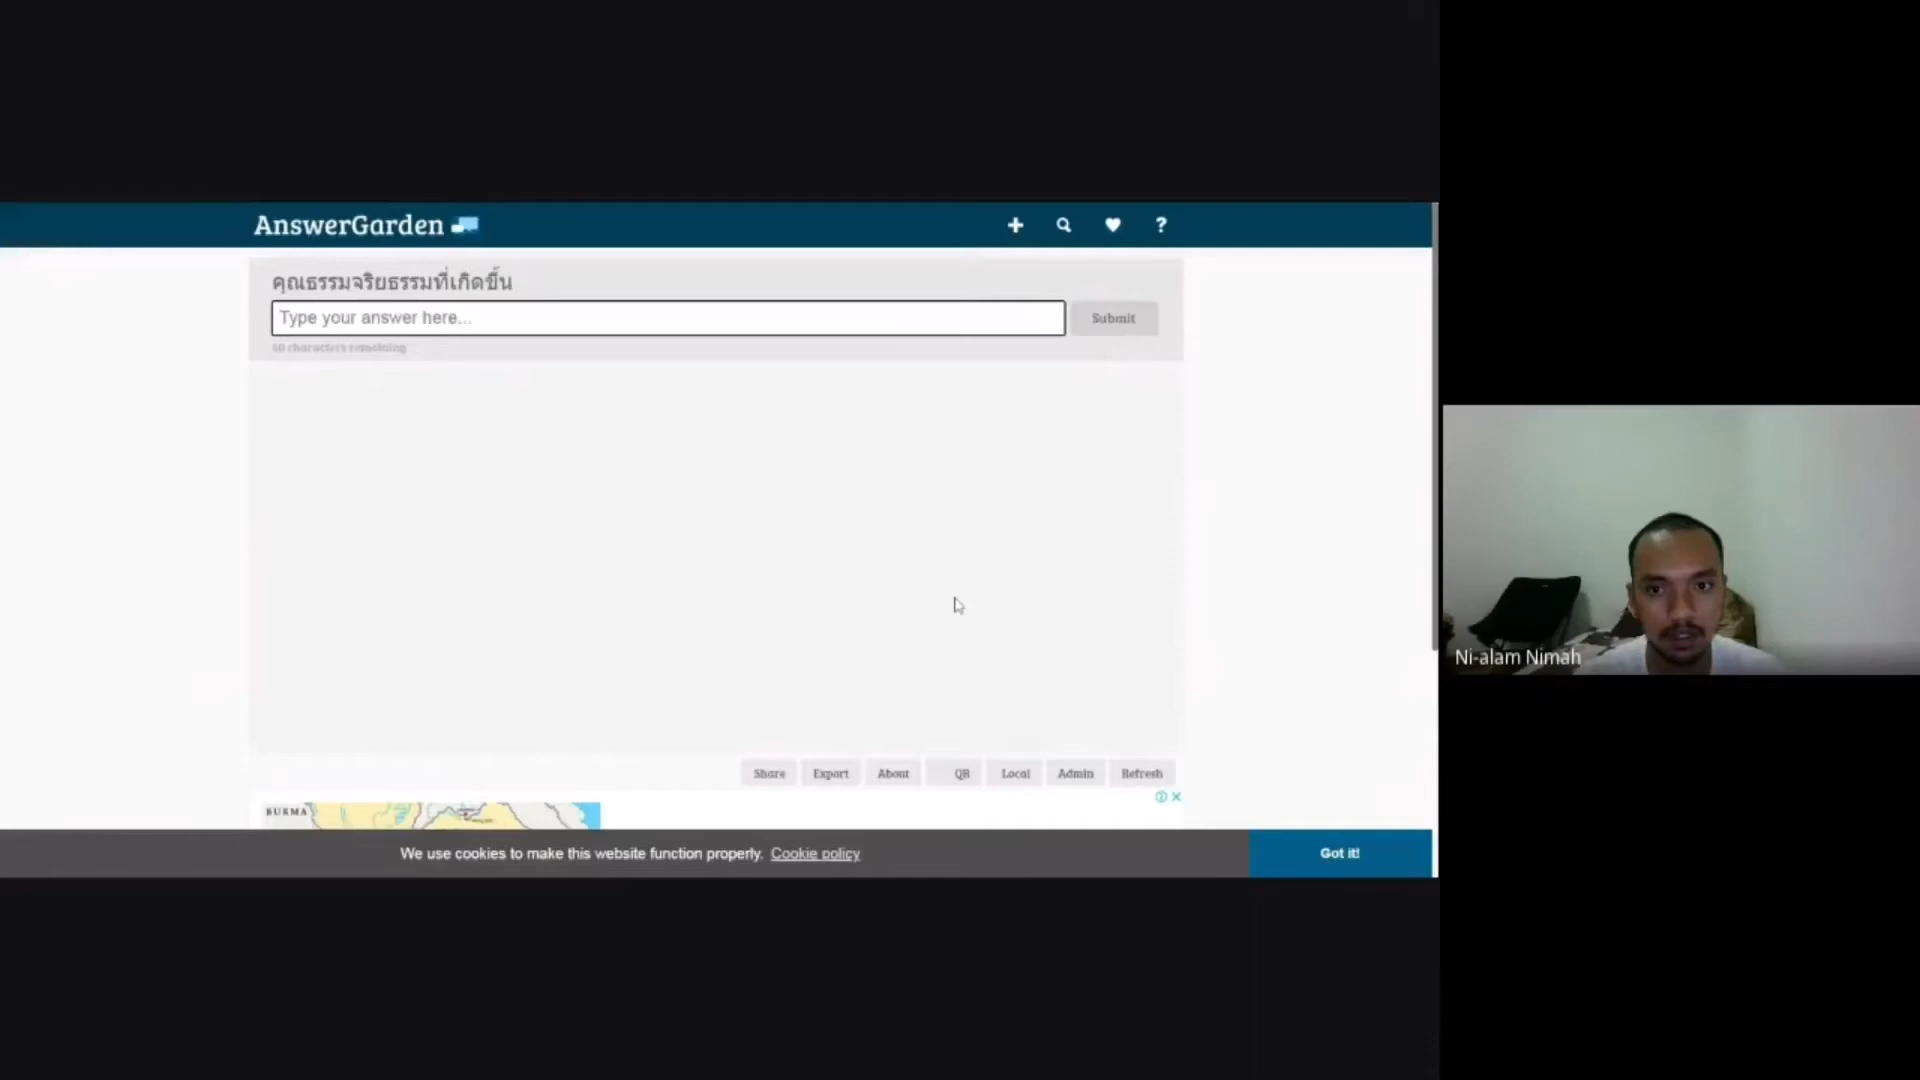 AnswerGarden
?
คุณธรรมจริยธรรมที่เกิดขึ้น
Type your answer here...
Submit
characters remaining
Share
Export
About
QR
Local
Admin
Refresh
BURMA
We use cookies to make this website function properly. Cookie policy
Got it!
Ni-alam Nimah